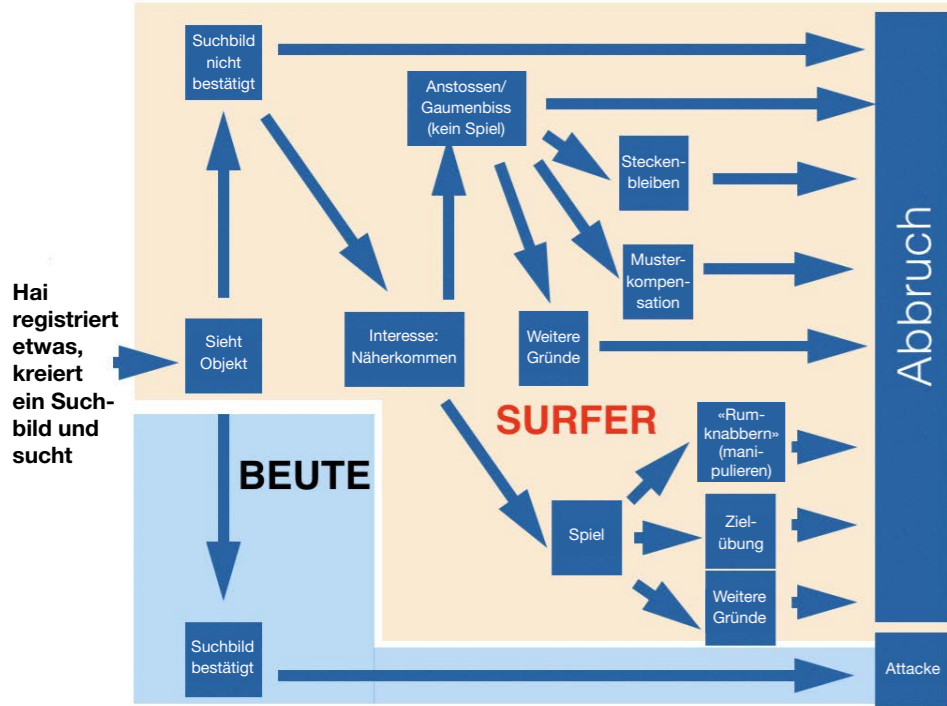 Hai
registriert
etwas,
kreiert
ein Such-
bild und
sucht
Suchbild
nicht
bestätigt
Sieht
Objekt
Suchbild
bestätigt
BEUTE
Interesse:
Näherkommen
Anstossen/
Gaumenbiss
(kein Spiel)
Stecken-
bleiben
Muster-
kompen-
sation
Weitere
Gründe
SURFER
Spiel
«Rum-
knabbern»
(mani-
pulieren)
Ziel-
übung
Weitere
Gründe
Abbruch
Attacke